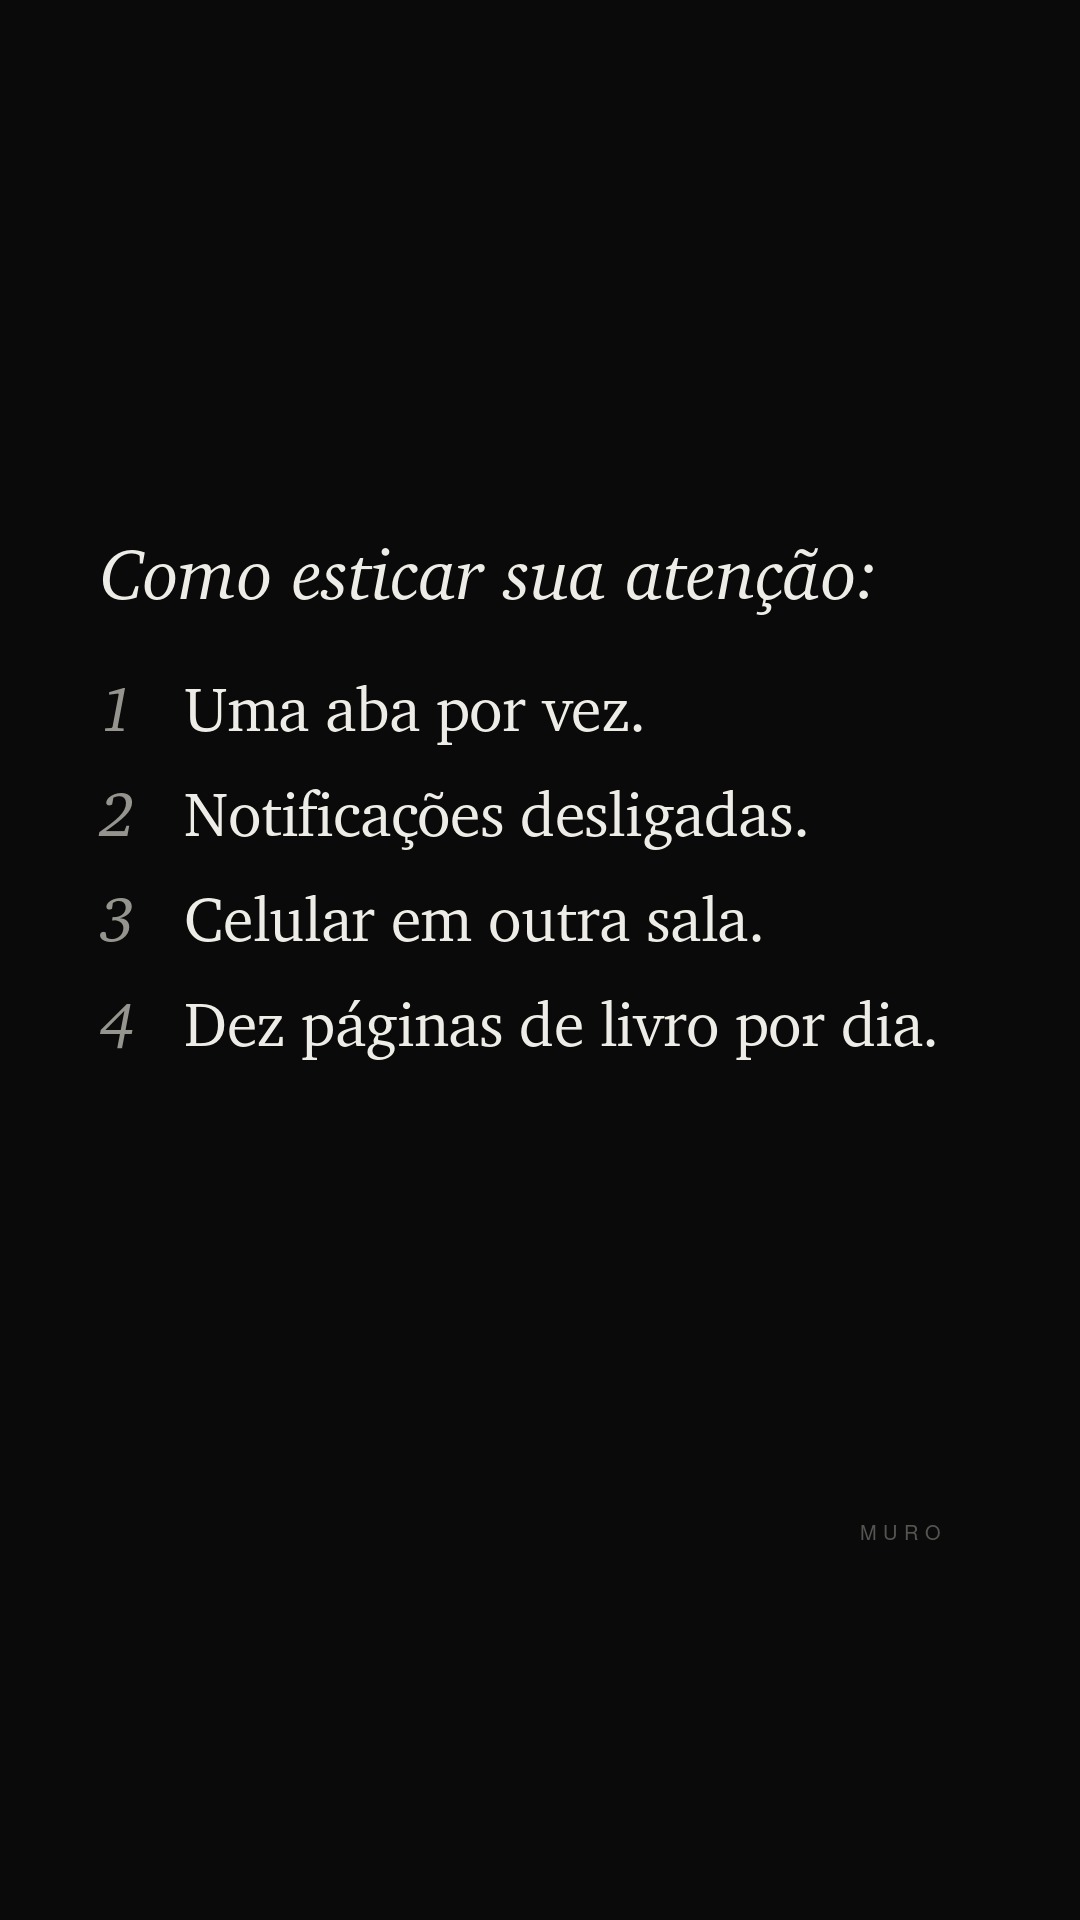 Como esticar sua atenção:
1 Uma aba por vez.
2 Notificações desligadas.
3 Celular em outra sala.
4 Dez páginas de livro por dia.
MURO